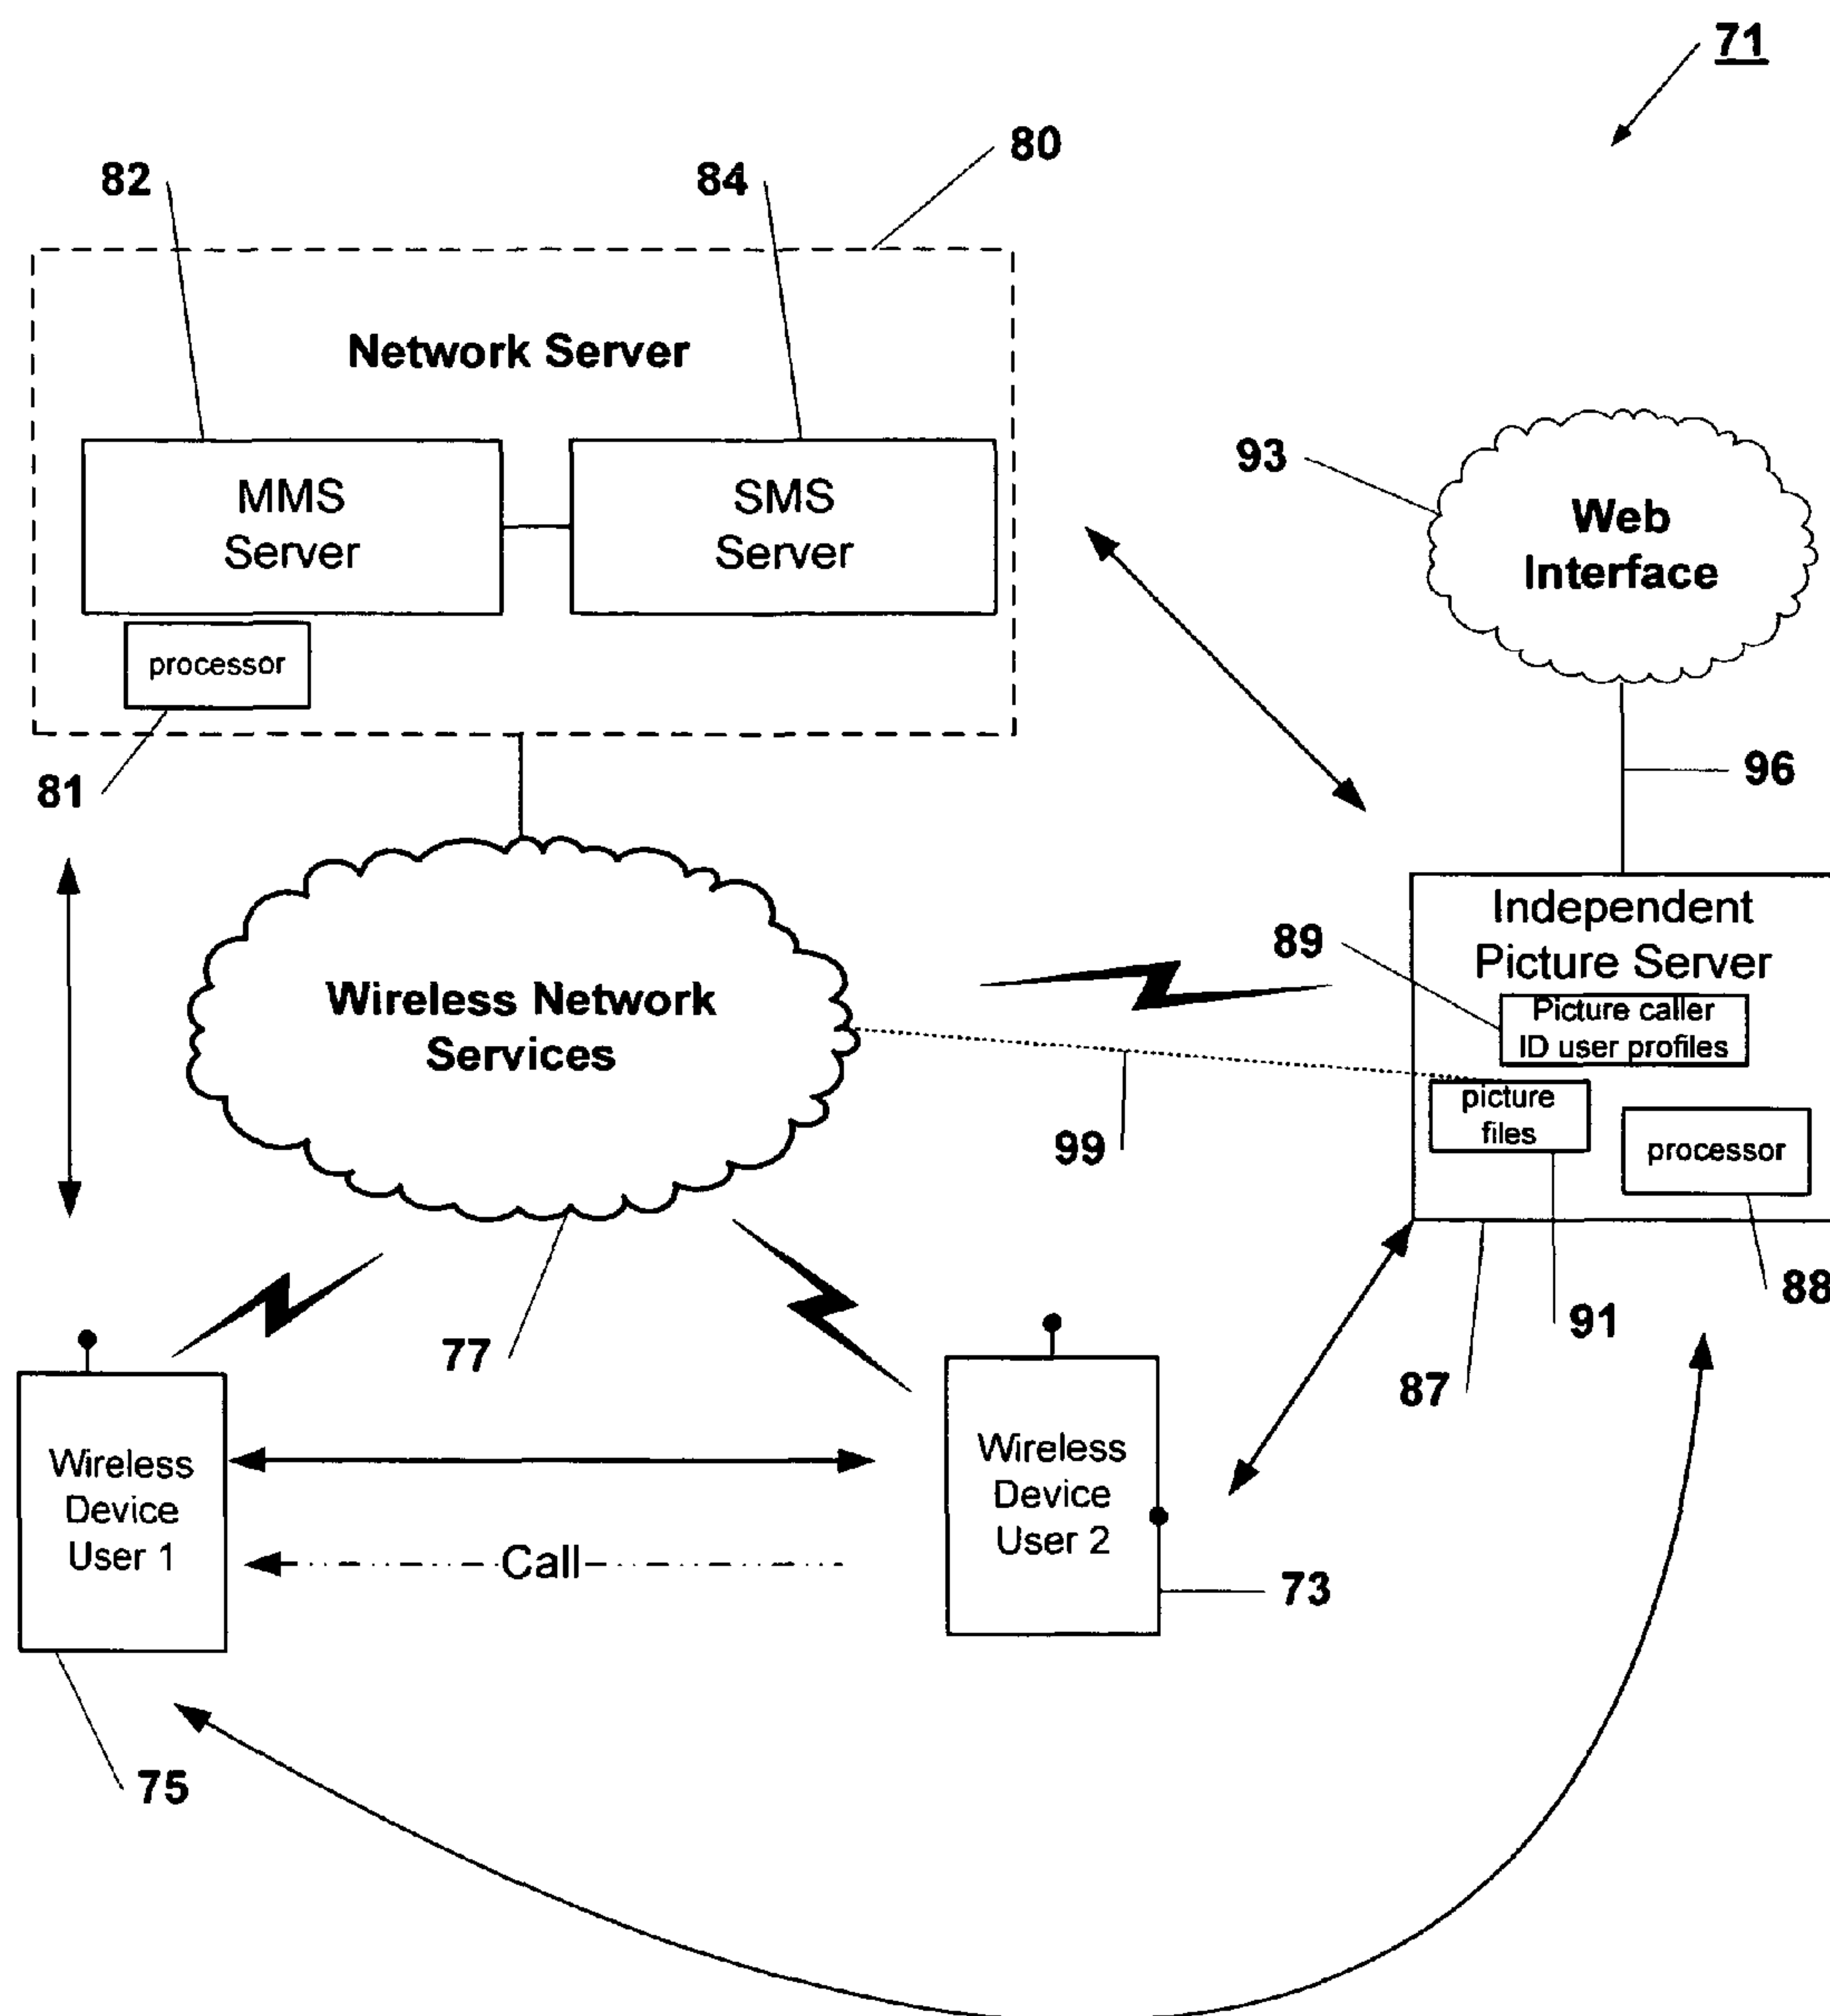 71
80
82
84
Network Server
MMS
Server
SMS
Server
processor
81
93
Web
Interface
96
Wireless Network
Services
77
Independent
Picture Server
89
Picture caller
ID user profiles
picture
files
processor
99
88
91
87
Wireless
Device
User 1
Wireless
Device
User 2
Call
73
75